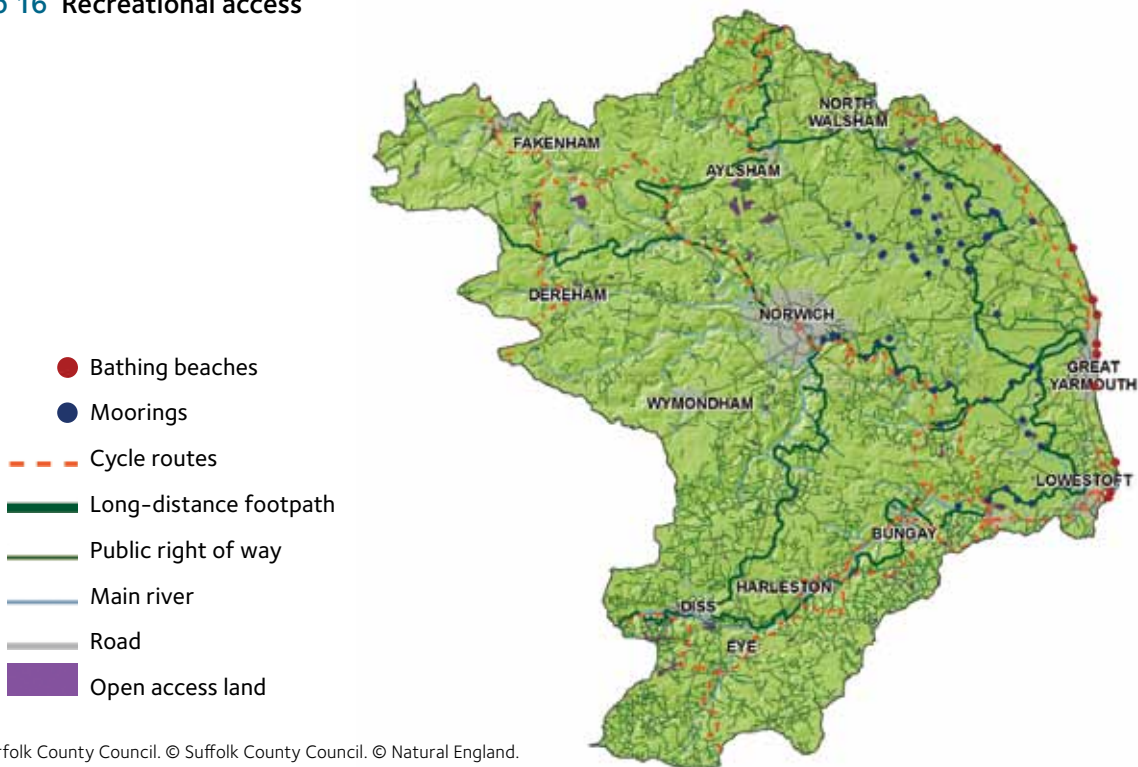 16 Recreational access
NORTH
WALSHAM
FAKENHAM
AYLSHAM
DEREHAM
NORWICH
GREAT
YARMOUTH
WYMONDHAM
LOWESTOFT
BUNGAY
HARLESTON
DISS
EYE
Bathing beaches
Moorings
Cycle routes
Long-distance footpath
Public right of way
Main river
Road
Open access land
rfolk County Council. © Suffolk County Council. © Natural England.